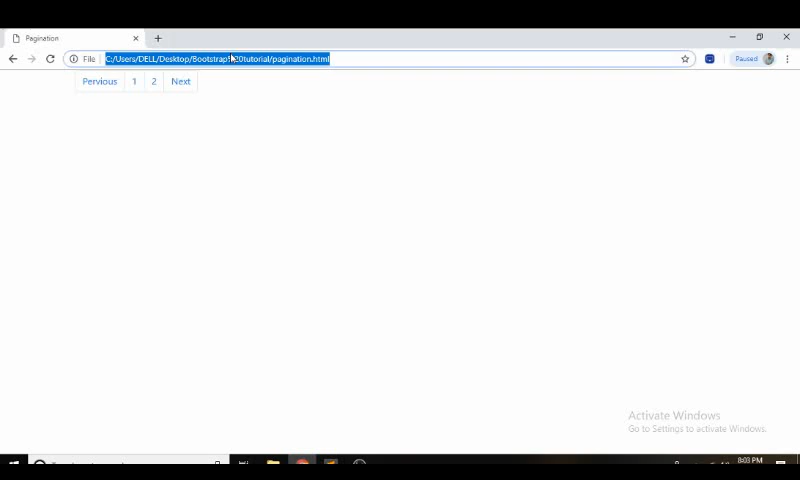 Pagination
File C:/Users/DELL/Desktop/Bootstrap%20tutorial/pagination.html Paused
Pervious 1 2 Next
Activate Windows
Go to Settings to activate Windows.
8:03 PM